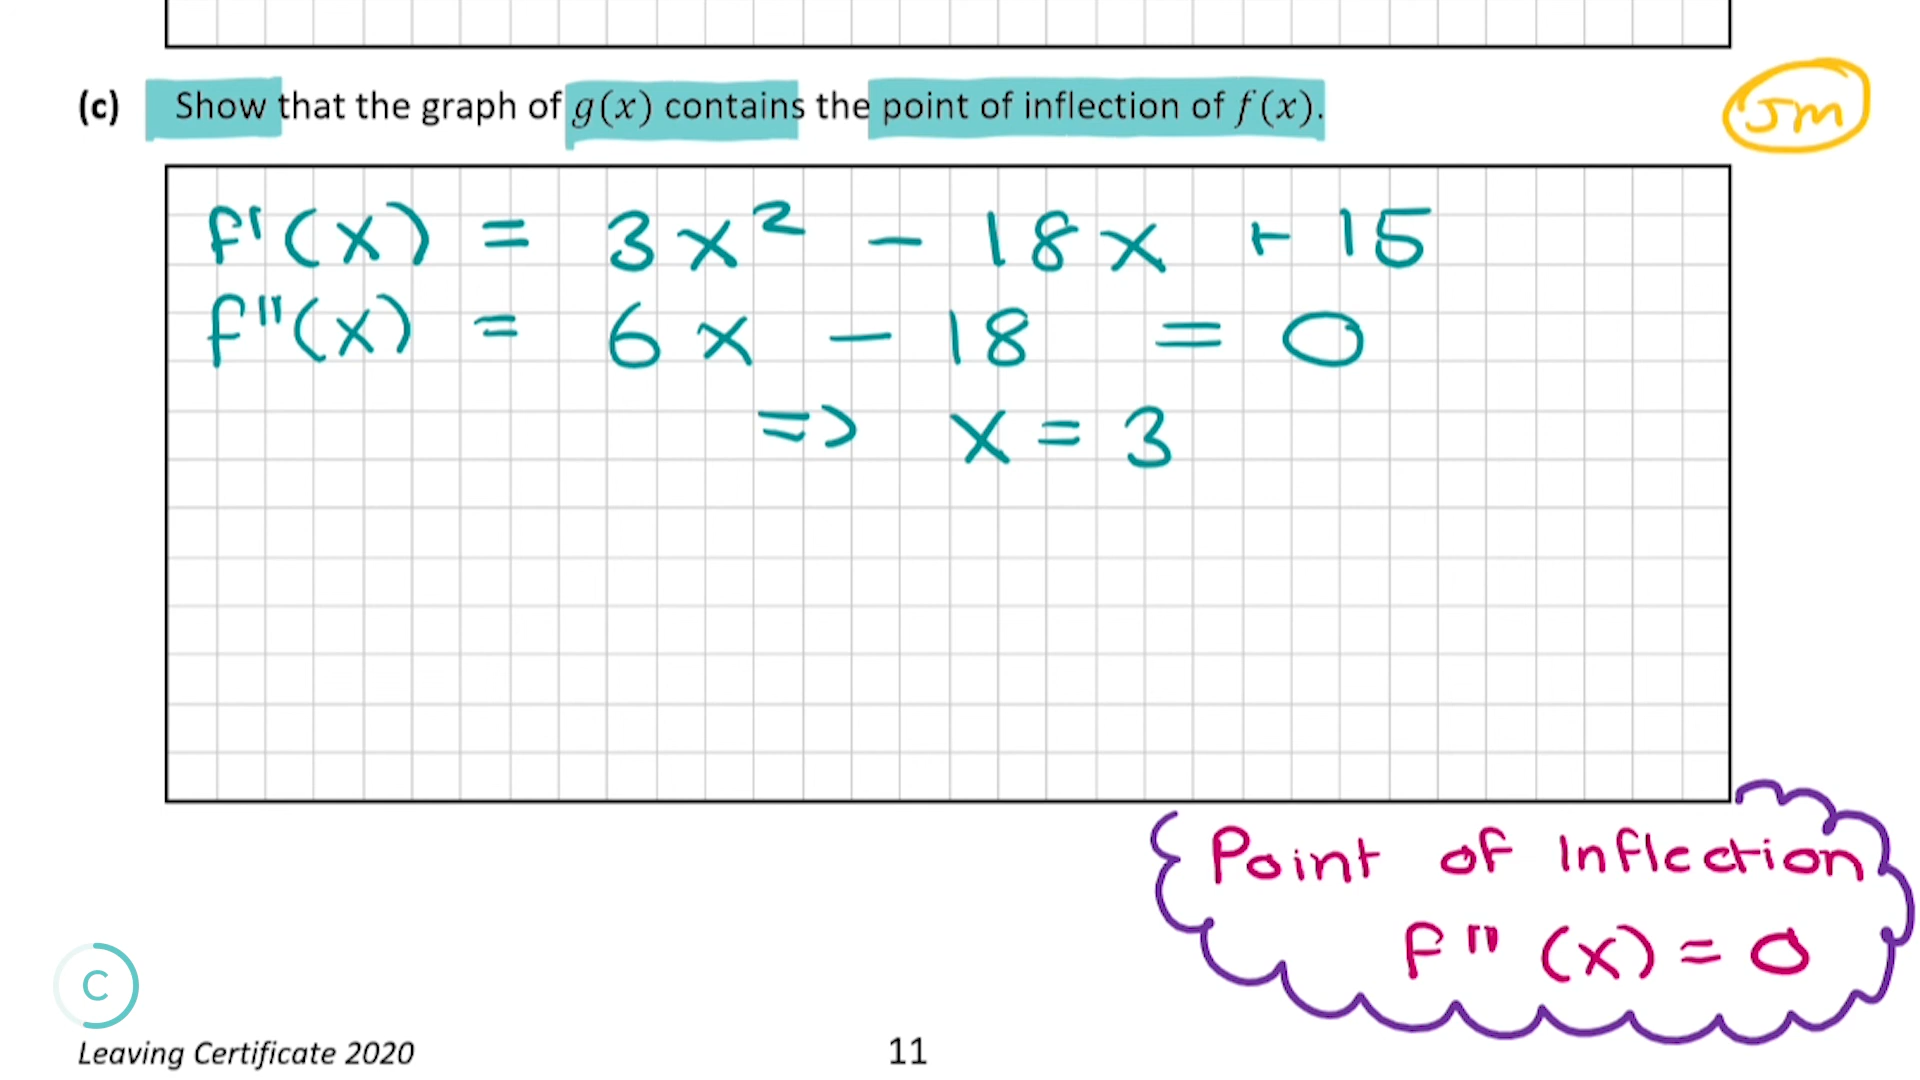 (c) Show that the graph of g(x) contains the point of inflection of f(x).
5m
f'(x) = 3x² - 18x + 15
f''(x) = 6x - 18 = 0
=> x = 3
Point of Inflection
f''(x) = 0
C
Leaving Certificate 2020
11